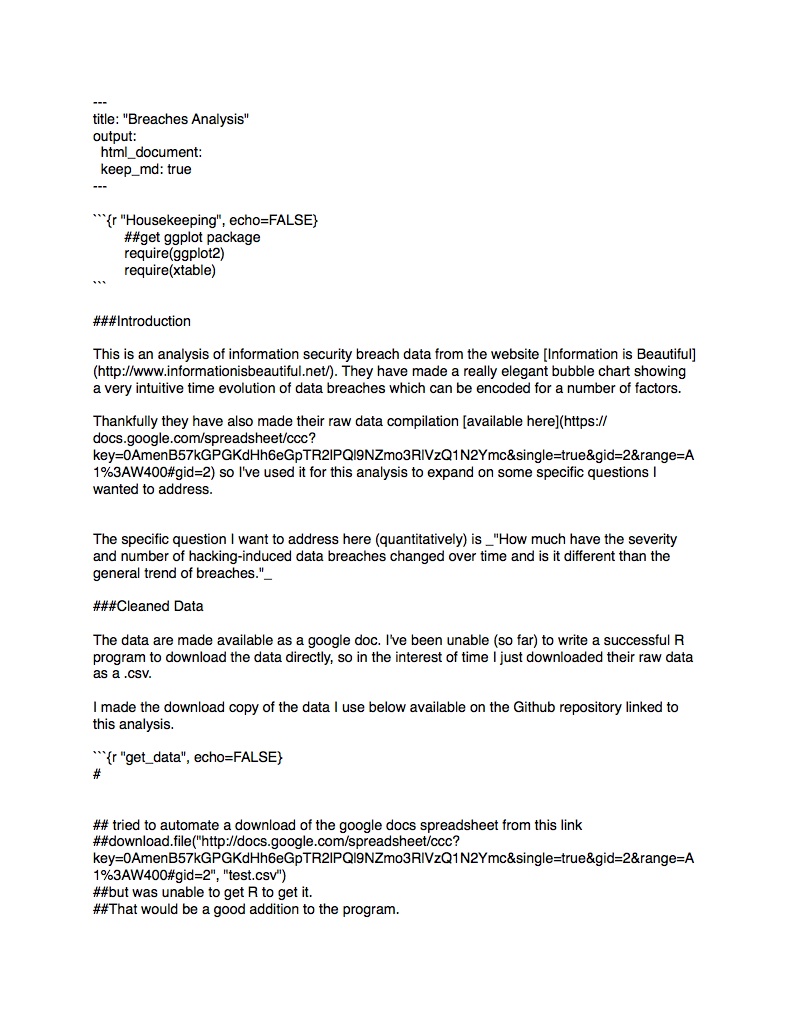 ---
title: "Breaches Analysis"
output:
  html_document:
  keep_md: true
---
```{r "Housekeeping", echo=FALSE}
##get ggplot package
require(ggplot2)
require(xtable)
```
###Introduction
This is an analysis of information security breach data from the website [Information is Beautiful]
(http://www.informationisbeautiful.net/). They have made a really elegant bubble chart showing
a very intuitive time evolution of data breaches which can be encoded for a number of factors.
Thankfully they have also made their raw data compilation [available here](https://
docs.google.com/spreadsheet/ccc?
key=0AmenB57kGPGKdHh6eGpTR2lPQl9NZmo3RlVzQ1N2Ymc&single=true&gid=2&range=A
1%3AW400#gid=2) so I've used it for this analysis to expand on some specific questions I
wanted to address.
The specific question I want to address here (quantitatively) is _"How much have the severity
and number of hacking-induced data breaches changed over time and is it different than the
general trend of breaches."_
###Cleaned Data
The data are made available as a google doc. I've been unable (so far) to write a successful R
program to download the data directly, so in the interest of time I just downloaded their raw data
as a .csv.
I made the download copy of the data I use below available on the Github repository linked to
this analysis.
```{r "get_data", echo=FALSE}
#
## tried to automate a download of the google docs spreadsheet from this link
##download.file("http://docs.google.com/spreadsheet/ccc?
key=0AmenB57kGPGKdHh6eGpTR2lPQl9NZmo3RlVzQ1N2Ymc&single=true&gid=2&range=A
1%3AW400#gid=2", "test.csv")
##but was unable to get R to get it.
##That would be a good addition to the program.